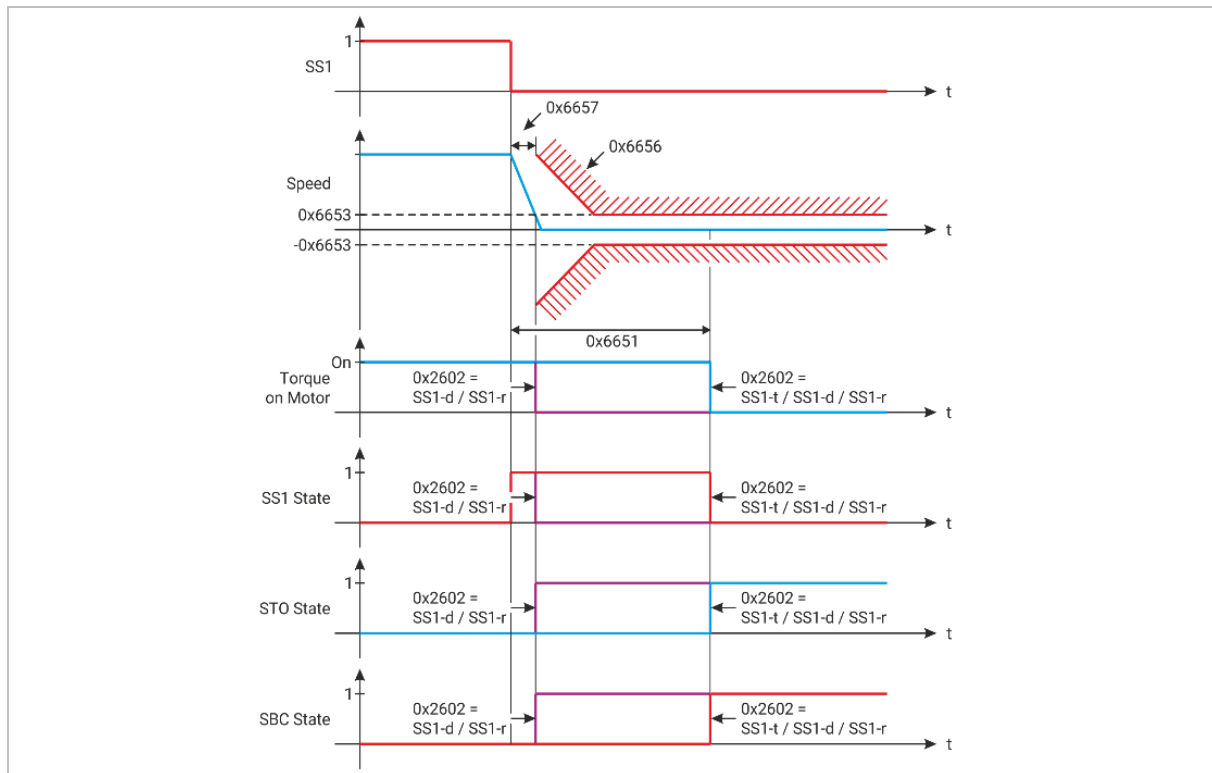 1
SS1
t
0x6657
0x6656
Speed
0x6653
t
-0x6653
0x6651
On
Torque
on Motor
0x2602 =
SS1-d / SS1-r
0x2602 =
SS1-t / SS1-d / SS1-r
t
1
SS1 State
0x2602 =
SS1-d / SS1-r
0x2602 =
SS1-t / SS1-d / SS1-r
t
1
STO State
0x2602 =
SS1-d / SS1-r
0x2602 =
SS1-t / SS1-d / SS1-r
t
1
SBC State
0x2602 =
SS1-d / SS1-r
0x2602 =
SS1-t / SS1-d / SS1-r
t